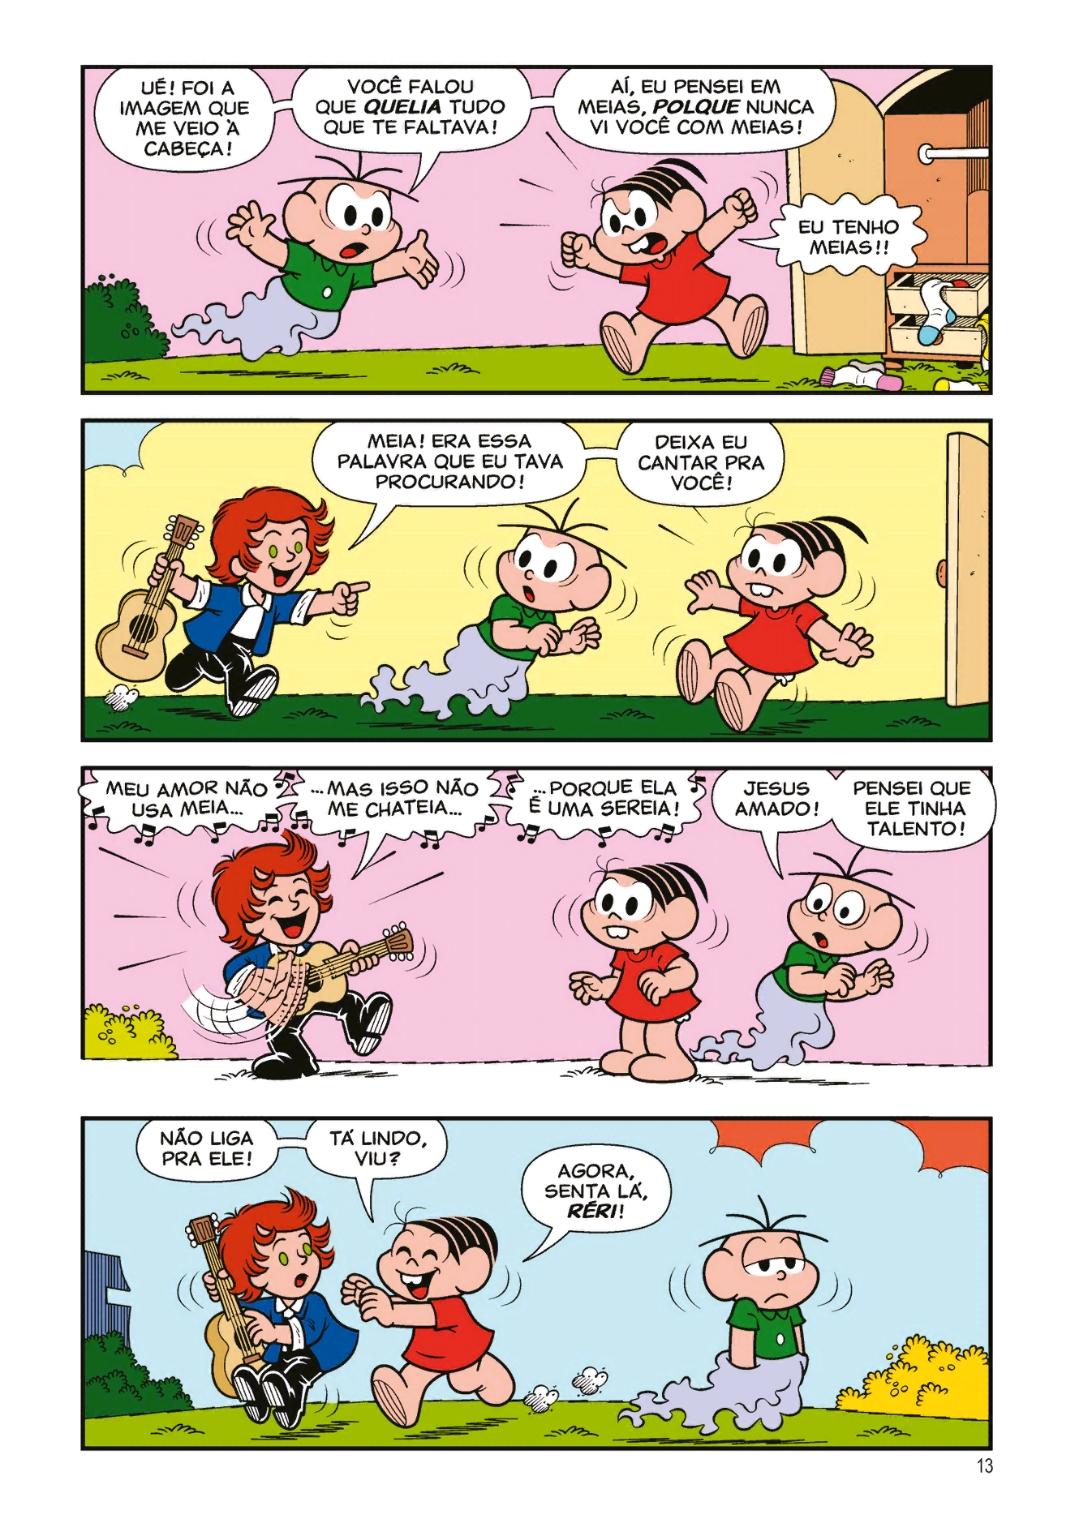 UÉ! FOI A
IMAGEM QUE
ME VEIO À
CABEÇA!
VOCÊ FALOU
QUE QUELIA TUDO
QUE TE FALTAVA!
AÍ, EU PENSEI EM
MEIAS, POLQUE NUNCA
VI VOCÊ COM MEIAS!
EU TENHO
MEIAS!!
MEIA! ERA ESSA
PALAVRA QUE EU TAVA
PROCURANDO!
DEIXA EU
CANTAR PRA
VOCÊ!
MEU AMOR NÃO
USA MEIA...
...MAS ISSO NÃO
ME CHATEIA...
...PORQUE ELA
É UMA SEREIA!
JESUS
AMADO!
PENSEI QUE
ELE TINHA
TALENTO!
NÃO LIGA
PRA ELE!
TÁ LINDO,
VIU?
AGORA,
SENTA LÁ,
RÉRI!
13